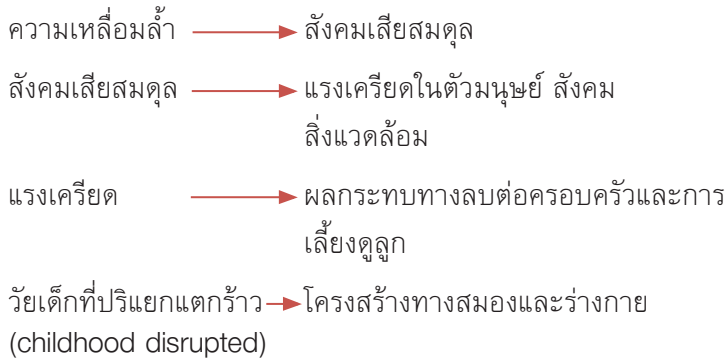 ความเหลื่อมล้ำ → สังคมเสียสมดุล
สังคมเสียสมดุล → แรงเครียดในตัวมนุษย์ สังคม
สิ่งแวดล้อม
แรงเครียด → ผลกระทบทางลบต่อครอบครัวและการ
เลี้ยงดูลูก
วัยเด็กที่ปริแยกแตกร้าว → โครงสร้างทางสมองและร่างกาย
(childhood disrupted)